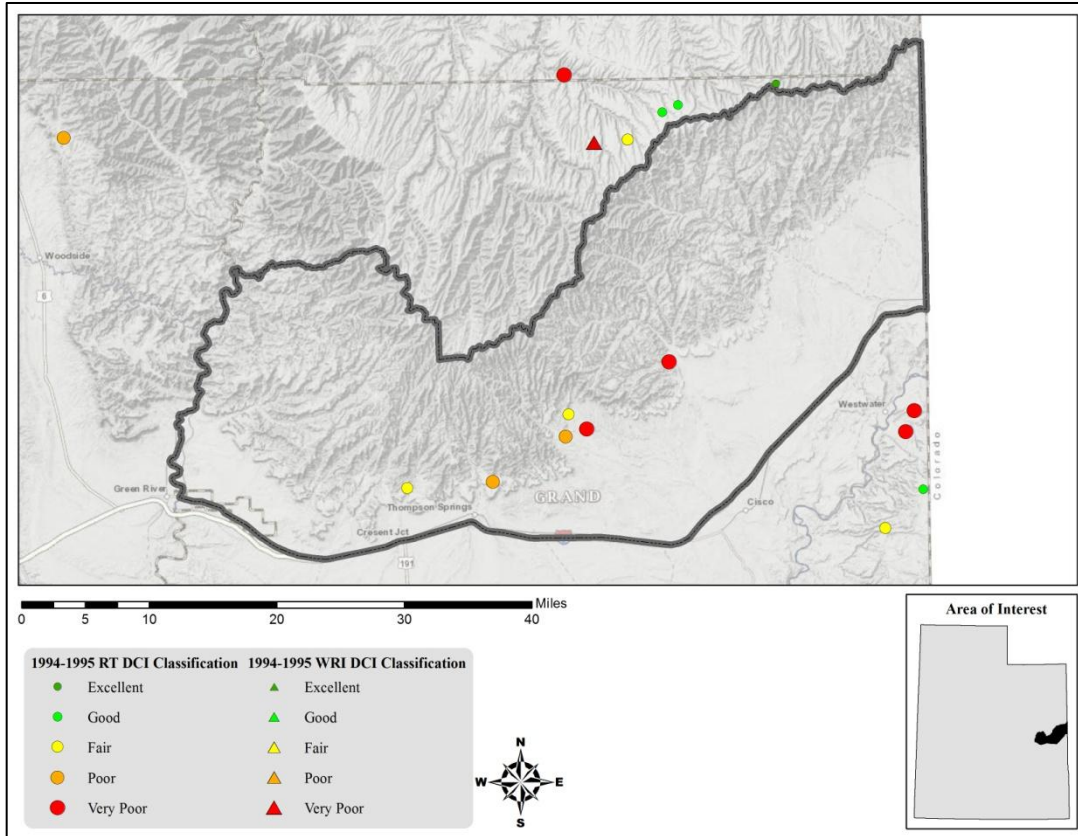 Woodside
6
Green River
Thompson Springs
Cresent Jct
191
GRAND
Cisco
Westwater
Colorado
Miles
0 5 10 20 30 40
1994-1995 RT DCI Classification 1994-1995 WRI DCI Classification
Excellent Excellent
Good Good
Fair Fair
Poor Poor
Very Poor Very Poor
N
W E
S
Area of Interest